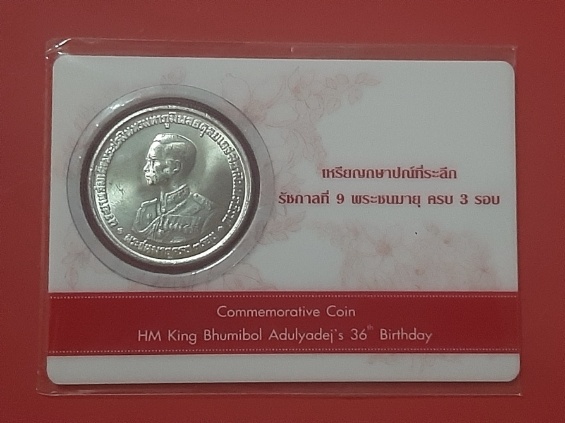 เหรียญกษาปณ์ที่ระลึก
รัชกาลที่ 9 พระชนมายุ ครบ 3 รอบ
Commemorative Coin
HM King Bhumibol Adulyadej's 36th Birthday